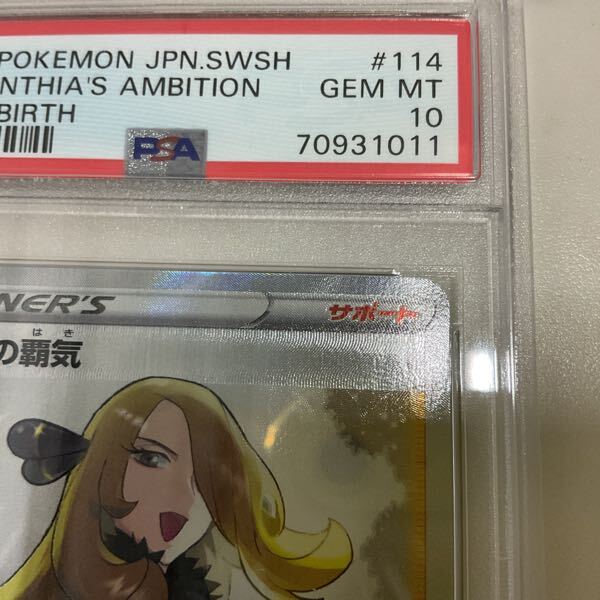 POKEMON JPN.SWSH #114
NTHIA'S AMBITION GEM MT
BIRTH 10
PSA 70931011
NER'S サポート
はき
の覇気